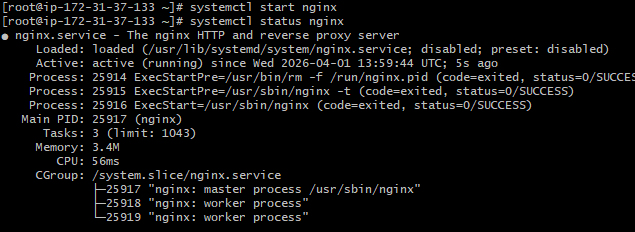 [root@ip-172-31-37-133 ~]# systemctl start nginx
[root@ip-172-31-37-133 ~]# systemctl status nginx
● nginx.service - The nginx HTTP and reverse proxy server
     Loaded: loaded (/usr/lib/systemd/system/nginx.service; disabled; preset: disabled)
     Active: active (running) since Wed 2026-04-01 13:59:44 UTC; 5s ago
    Process: 25914 ExecStartPre=/usr/bin/rm -f /run/nginx.pid (code=exited, status=0/SUCCES
    Process: 25915 ExecStartPre=/usr/sbin/nginx -t (code=exited, status=0/SUCCESS)
    Process: 25916 ExecStart=/usr/sbin/nginx (code=exited, status=0/SUCCESS)
   Main PID: 25917 (nginx)
      Tasks: 3 (limit: 1043)
     Memory: 3.4M
        CPU: 56ms
     CGroup: /system.slice/nginx.service
             ├─25917 "nginx: master process /usr/sbin/nginx"
             ├─25918 "nginx: worker process"
             └─25919 "nginx: worker process"